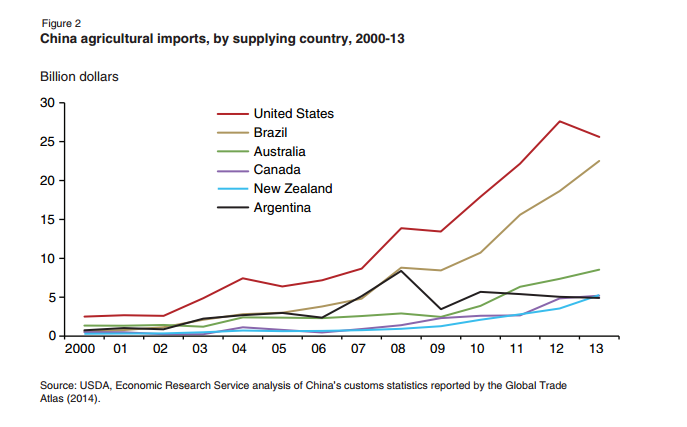 Figure 2
China agricultural imports, by supplying country, 2000-13
Billion dollars
30
25
20
15
10
5
0
United States
Brazil
Australia
Canada
New Zealand
Argentina
2000 01 02 03 04 05 06 07 08 09 10 11 12 13
Source: USDA, Economic Research Service analysis of China's customs statistics reported by the Global Trade
Atlas (2014).